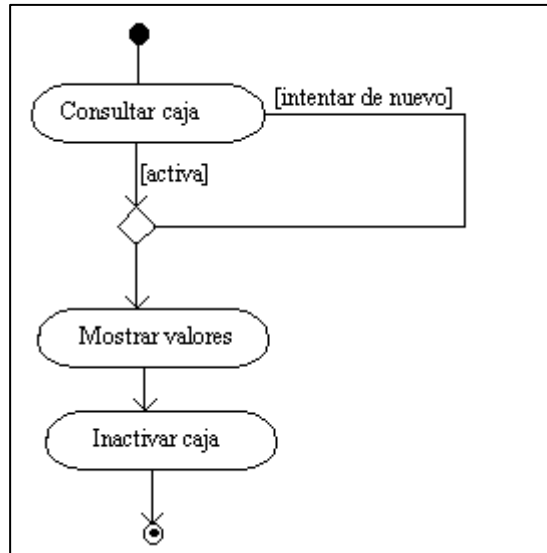 Consultar caja
[intentar de nuevo]
[activa]
Mostrar valores
Inactivar caja